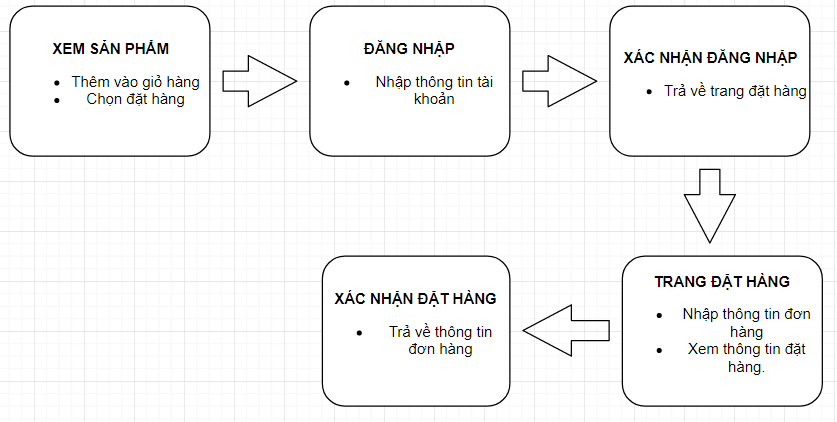 XEM SẢN PHẨM
• Thêm vào giỏ hàng
• Chọn đặt hàng
ĐĂNG NHẬP
• Nhập thông tin tài
khoản
XÁC NHẬN ĐĂNG NHẬP
• Trả về trang đặt hàng
TRANG ĐẶT HÀNG
• Nhập thông tin đơn
hàng
• Xem thông tin đặt
hàng.
XÁC NHẬN ĐẶT HÀNG
• Trả về thông tin
đơn hàng